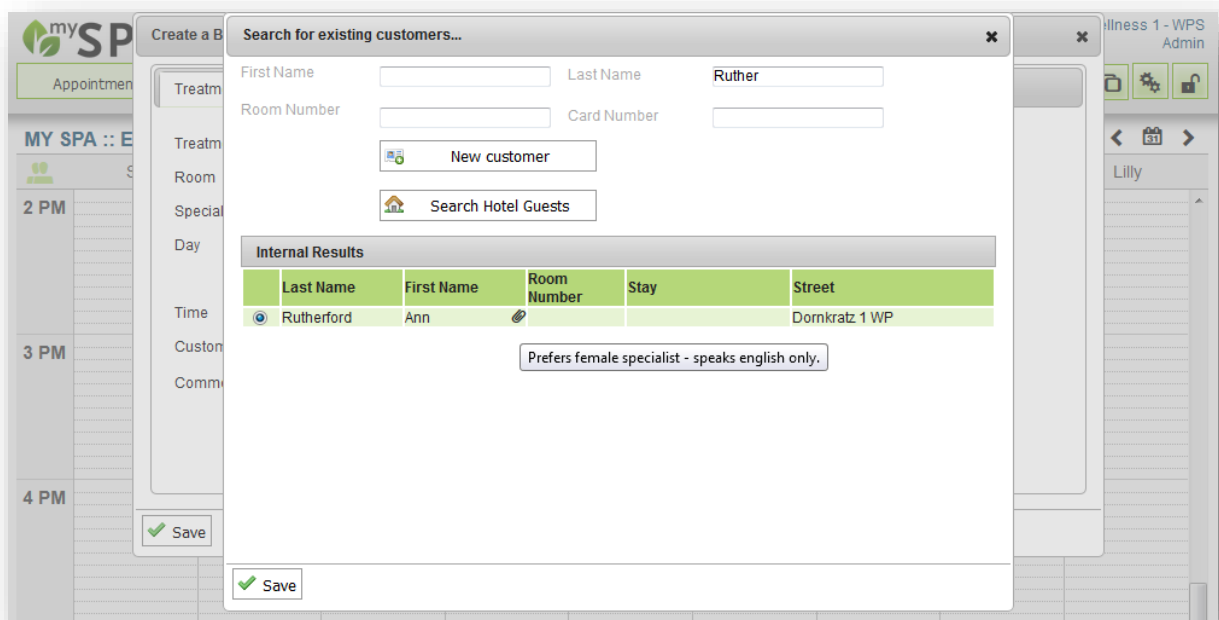 my SP
Create a B
Search for existing customers...
llness 1 - WPS
Admin
Appointmen
Treatm
First Name
Last Name
Ruther
Room Number
Card Number
MY SPA :: E
Treatm
New customer
31
S
Room
Lilly
2 PM
Special
Search Hotel Guests
Day
Internal Results
Last Name First Name Room Number Stay Street
Time
Rutherford Ann Dornkratz 1 WP
3 PM
Custom
Prefers female specialist - speaks english only.
Comme
4 PM
Save
Save